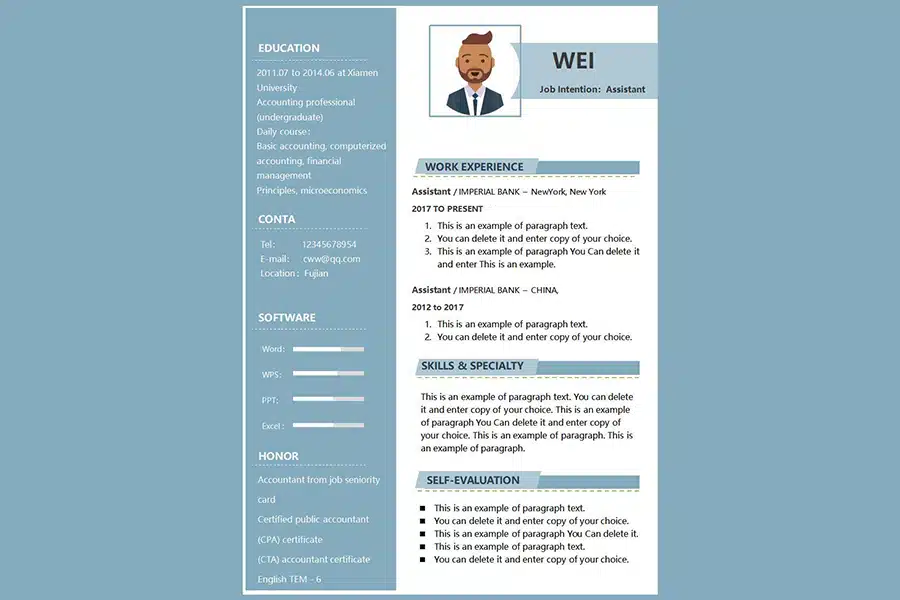 EDUCATION
2011.07 to 2014.06 at Xiamen
University
Accounting professional
(undergraduate)
Daily course:
Basic accounting, computerized
accounting, financial
management
Principles, microeconomics
CONTA
Tel: 12345678954
E-mail: cww@qq.com
Location: Fujian
SOFTWARE
Word:
WPS:
PPT:
Excel:
HONOR
Accountant from job seniority
card
Certified public accountant
(CPA) certificate
(CTA) accountant certificate
English TEM - 6
WEI
Job Intention: Assistant
WORK EXPERIENCE
Assistant / IMPERIAL BANK – NewYork, New York
2017 TO PRESENT
1. This is an example of paragraph text.
2. You can delete it and enter copy of your choice.
3. This is an example of paragraph You Can delete it
and enter This is an example.
Assistant / IMPERIAL BANK – CHINA,
2012 to 2017
1. This is an example of paragraph text.
2. You can delete it and enter copy of your choice.
SKILLS & SPECIALTY
This is an example of paragraph text. You can delete
it and enter copy of your choice. This is an example
of paragraph You Can delete it and enter copy of
your choice. This is an example of paragraph. This is
an example of paragraph.
SELF-EVALUATION
■ This is an example of paragraph text.
■ You can delete it and enter copy of your choice.
■ This is an example of paragraph You Can delete it.
■ This is an example of paragraph text.
■ You can delete it and enter copy of your choice.